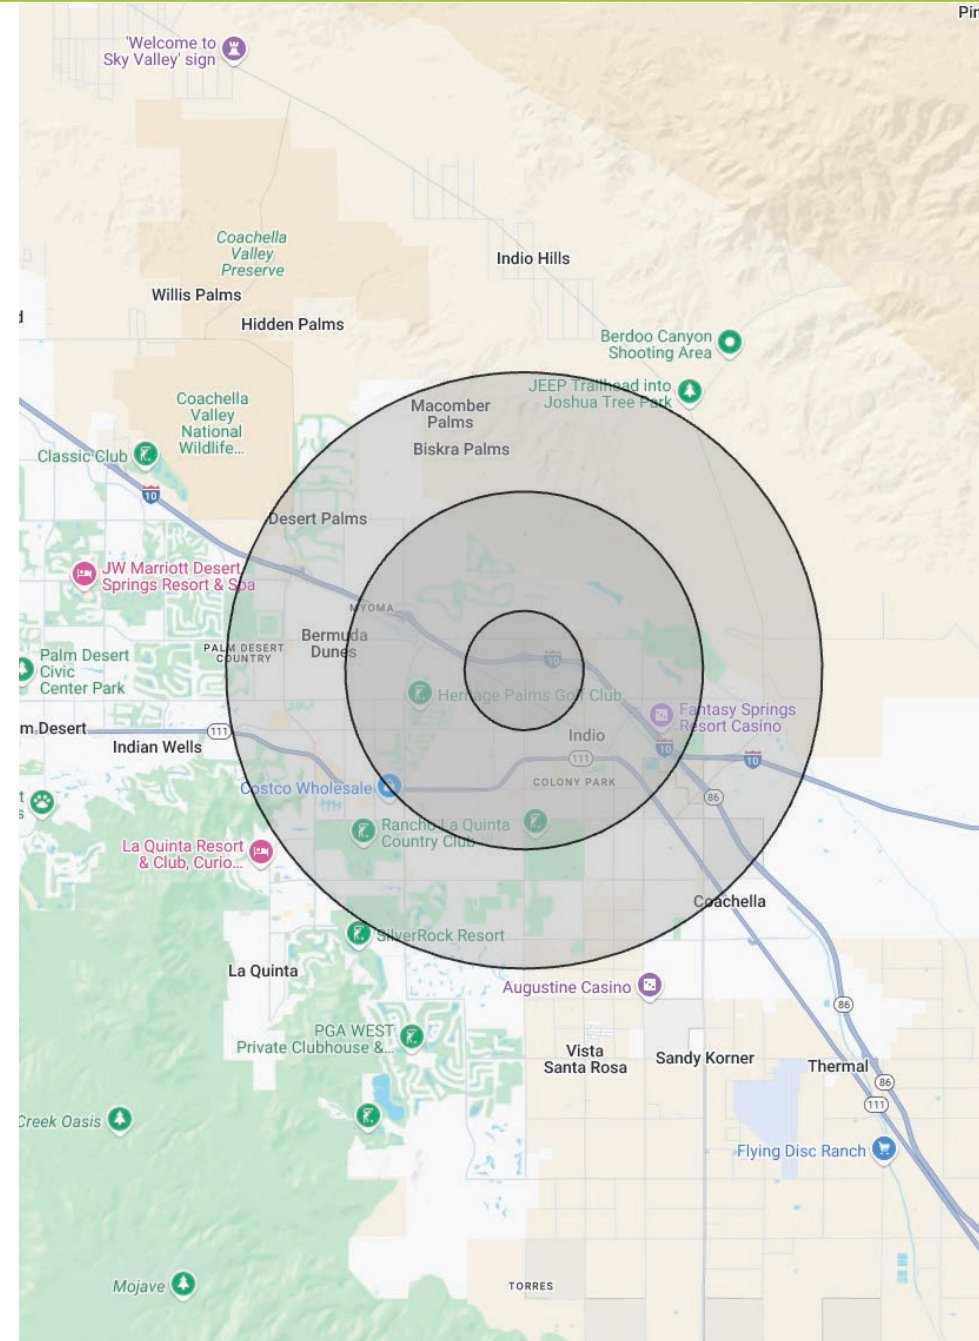 Pin
'Welcome to
Sky Valley' sign
Coachella
Valley
Preserve
Indio Hills
Willis Palms
Hidden Palms
Berdoo Canyon
Shooting Area
JEEP Trailhead into
Joshua Tree Park
Coachella
Valley
National
Wildlife...
Macomber
Palms
Biskra Palms
Classic Club
10
Desert Palms
JW Marriott Desert
Springs Resort & Spa
MYOMA
Bermuda
Dunes
PALM DESERT
COUNTRY
10
Palm Desert
Civic
Center Park
Heritage Palms Golf Club
Fantasy Springs
Resort Casino
m Desert
111
Indian Wells
Indio
10
10
111
COLONY PARK
Costco Wholesale
86
Rancho La Quinta
Country Club
La Quinta Resort
& Club, Curio...
Coachella
SilverRock Resort
La Quinta
Augustine Casino
86
PGA WEST
Private Clubhouse &...
Vista
Santa Rosa
Sandy Korner
Thermal
86
111
Creek Oasis
Flying Disc Ranch
Mojave
TORRES